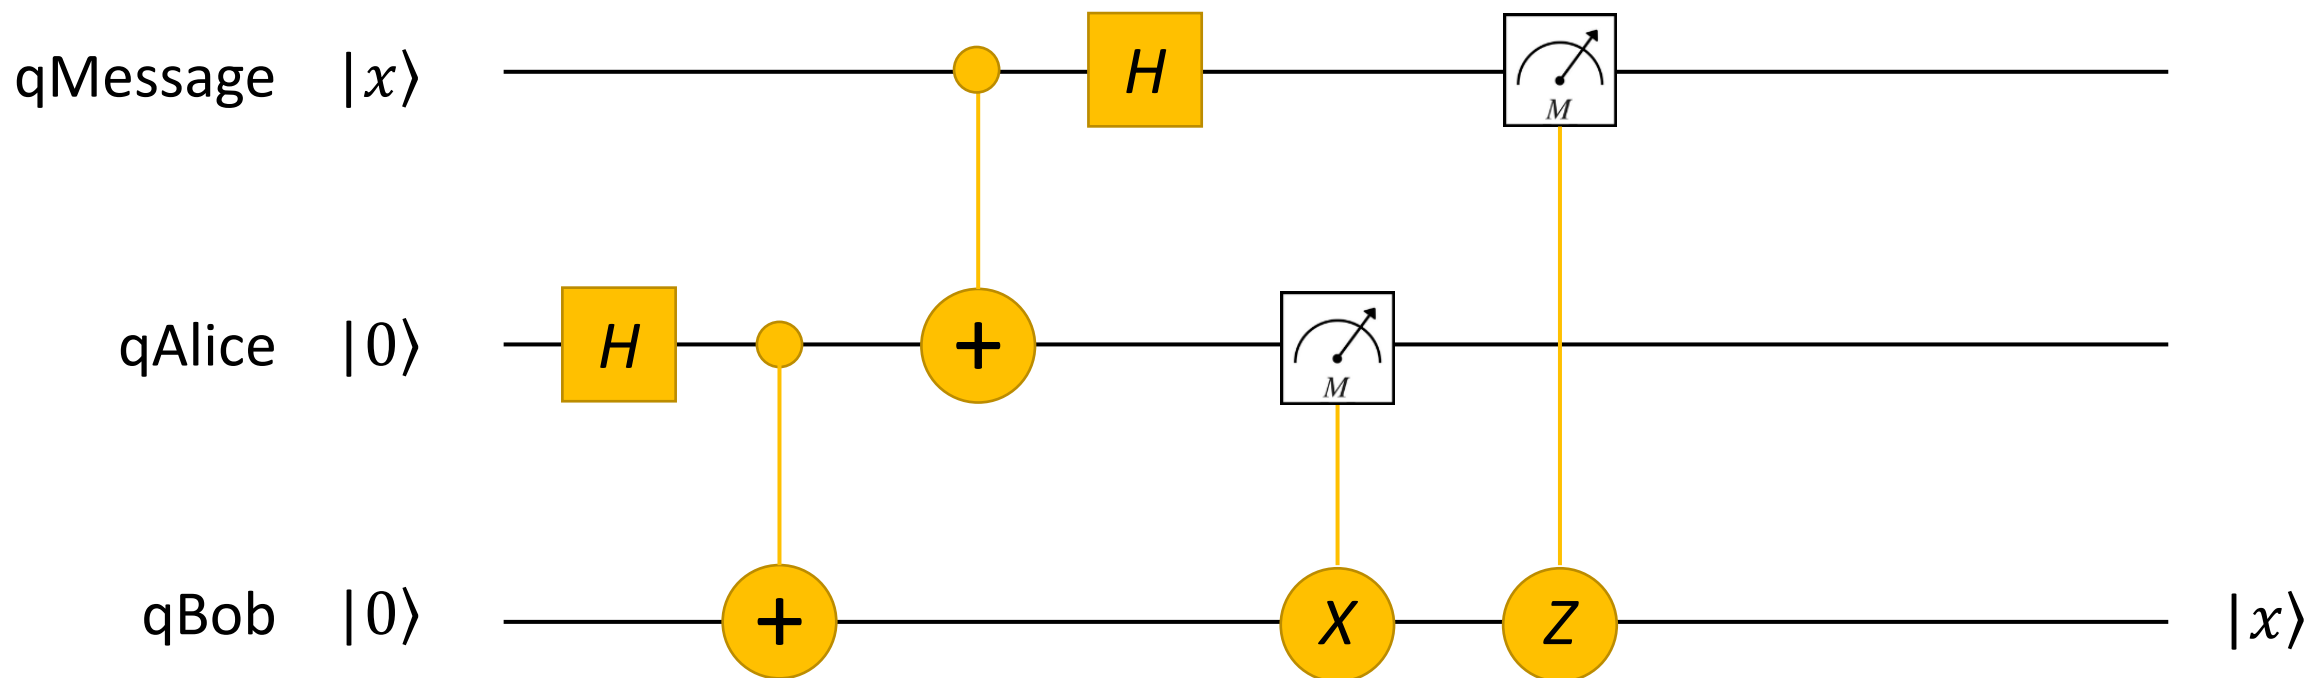 qMessage |x⟩ H M
qAlice |0⟩ H + M
qBob |0⟩ + X Z |x⟩